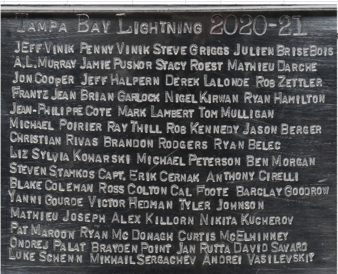 TAMPA BAY LIGHTNING 2020-21
JEFF VINIK PENNY VINIK STEVE GRIGGS JULIEN BRISEBOIS
A.L. MURRAY JAMIE PUSHOR STACY ROEST MATHIEU DARCHE
JON COOPER JEFF HALPERN DEREK LALONDE ROB ZETTLER
FRANTZ JEAN BRIAN GARLOCK NIGEL KIRWAN RYAN HAMILTON
JEAN-PHILIPPE COTE MARK LAMBERT TOM MULLIGAN
MICHAEL POIRIER RAY THILL ROB KENNEDY JASON BERGER
CHRISTIAN RIVAS BRANDON RODGERS RYAN BELEC
LIZ SYLVIA KOHARSKI MICHAEL PETERSON BEN MORGAN
STEVEN STAMKOS CAPT. ERIK CERNAK ANTHONY CIRELLI
BLAKE COLEMAN ROSS COLTON CAL FOOTE BARCLAY GOODROW
YANNI GOURDE VICTOR HEDMAN TYLER JOHNSON
MATHIEU JOSEPH ALEX KILLORN NIKITA KUCHEROV
PAT MAROON RYAN MC DONAGH CURTIS MCELHINNEY
ONDREJ PALAT BRAYDEN POINT JAN RUTTA DAVID SAVARD
LUKE SCHENN MIKHAIL SERGACHEV ANDREI VASILEVSKIY